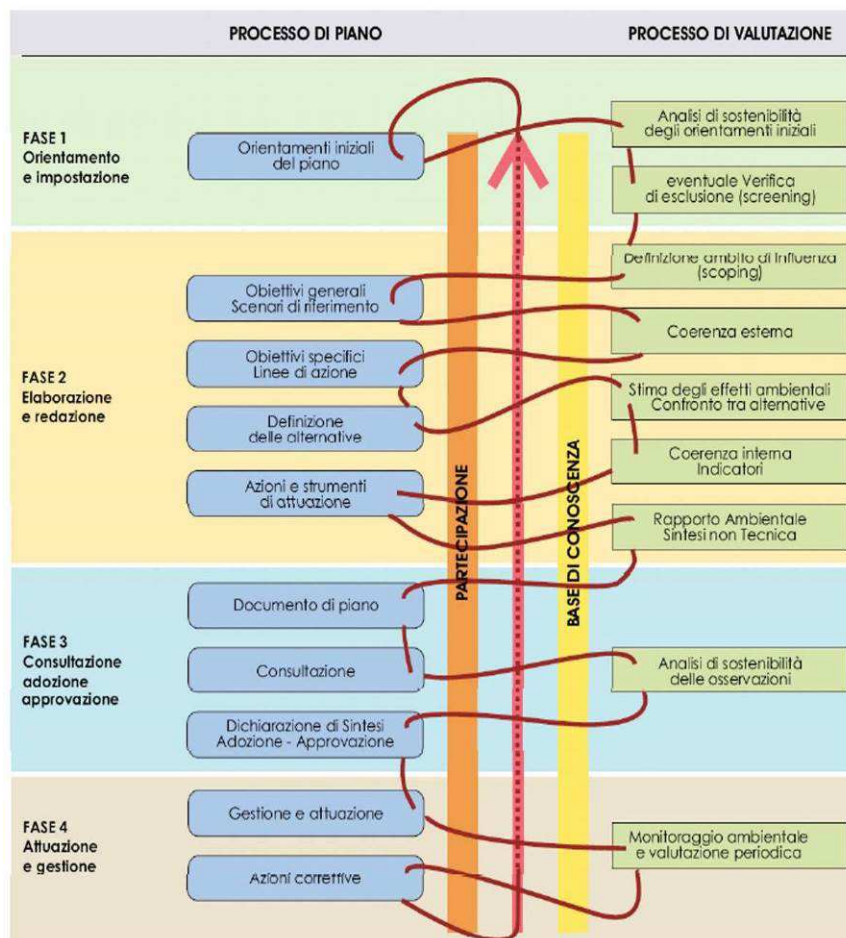 PROCESSO DI PIANO
PROCESSO DI VALUTAZIONE
FASE 1
Orientamento
e impostazione
Orientamenti iniziali
del piano
Analisi di sostenibilità
degli orientamenti iniziali
eventuale Verifica
di esclusione (screening)
FASE 2
Elaborazione
e redazione
Definizione ambito di influenza
(scoping)
Obiettivi generali
Scenari di riferimento
Coerenza esterna
Obiettivi specifici
Linee di azione
Definizione
delle alternative
Stima degli effetti ambientali
Confronto tra alternative
Coerenza interna
Indicatori
Azioni e strumenti
di attuazione
Rapporto Ambientale
Sintesi non Tecnica
PARTECIPAZIONE
BASE DI CONOSCENZA
FASE 3
Consultazione
adozione
approvazione
Documento di piano
Consultazione
Analisi di sostenibilità
delle osservazioni
Dichiarazione di Sintesi
Adozione - Approvazione
FASE 4
Attuazione
e gestione
Gestione e attuazione
Monitoraggio ambientale
e valutazione periodica
Azioni correttive